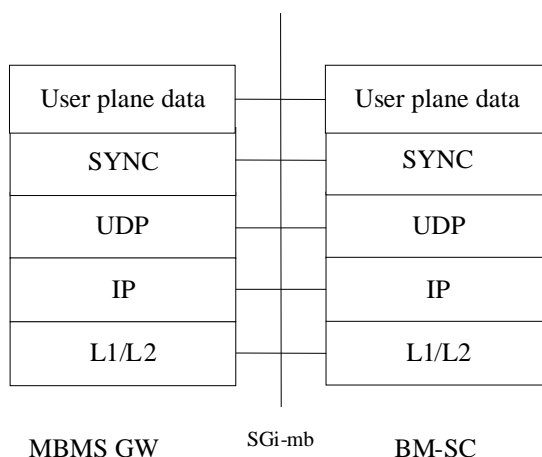 User plane data User plane data
SYNC SYNC
UDP UDP
IP IP
L1/L2 L1/L2
MBMS GW SGi-mb BM-SC